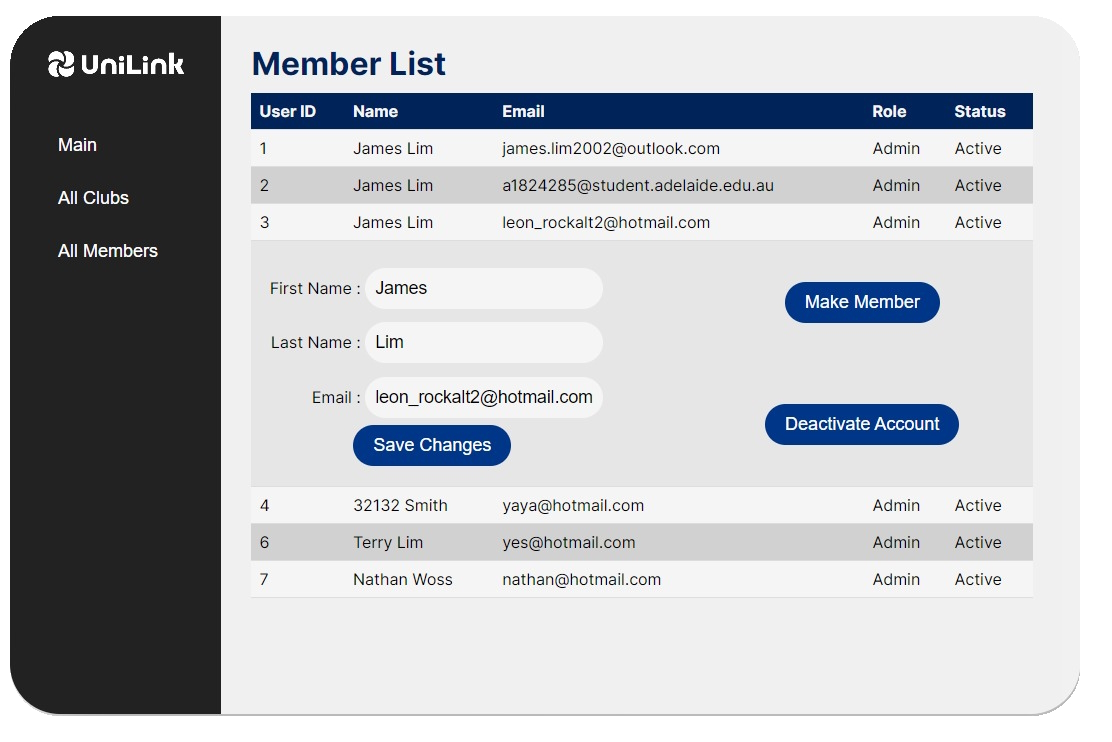 UniLink
Main
All Clubs
All Members
Member List
User ID Name Email Role Status
1 James Lim james.lim2002@outlook.com Admin Active
2 James Lim a1824285@student.adelaide.edu.au Admin Active
3 James Lim leon_rockalt2@hotmail.com Admin Active
First Name : James
Make Member
Last Name : Lim
Email : leon_rockalt2@hotmail.com
Deactivate Account
Save Changes
4 32132 Smith yaya@hotmail.com Admin Active
6 Terry Lim yes@hotmail.com Admin Active
7 Nathan Woss nathan@hotmail.com Admin Active